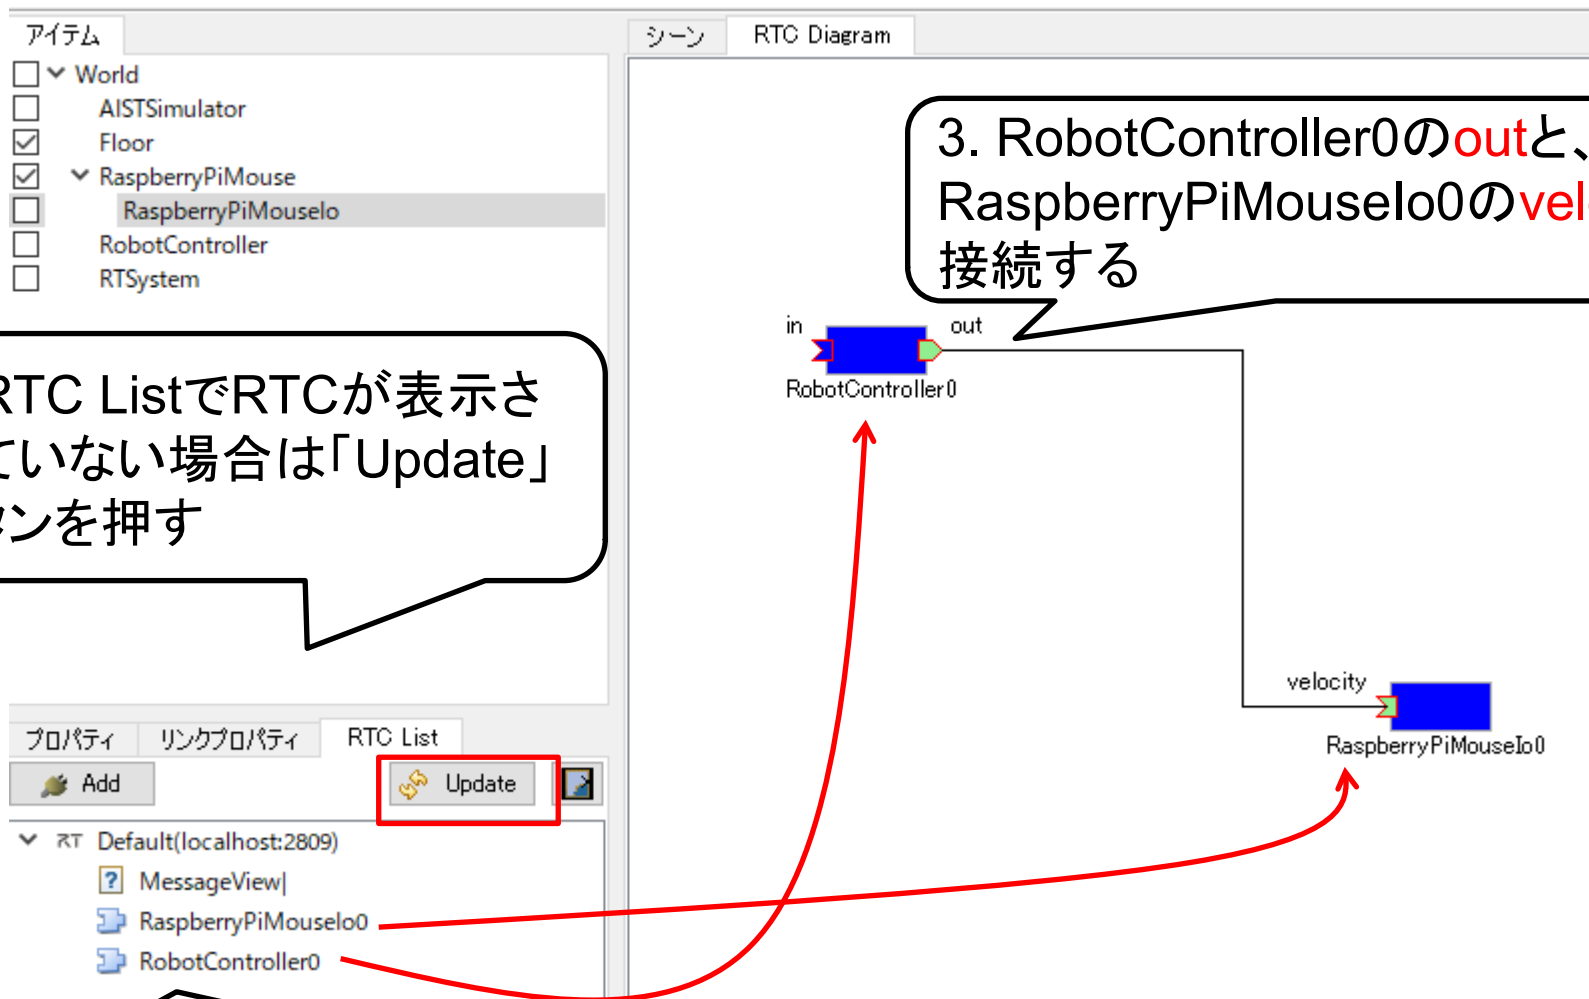 アイテム
World
AISTSimulator
Floor
RaspberryPiMouse
RaspberryPiMouseIo
RobotController
RTSystem
RTC ListでRTCが表示さ
ていない場合は「Update」
タンを押す
プロパティ リンクプロパティ RTC List
Add Update
RT Default(localhost:2809)
MessageView|
RaspberryPiMouseIo0
RobotController0
シーン RTC Diagram
3. RobotController0のoutと、
RaspberryPiMouseIo0のvel
接続する
in out
RobotController0
velocity
RaspberryPiMouseIo0